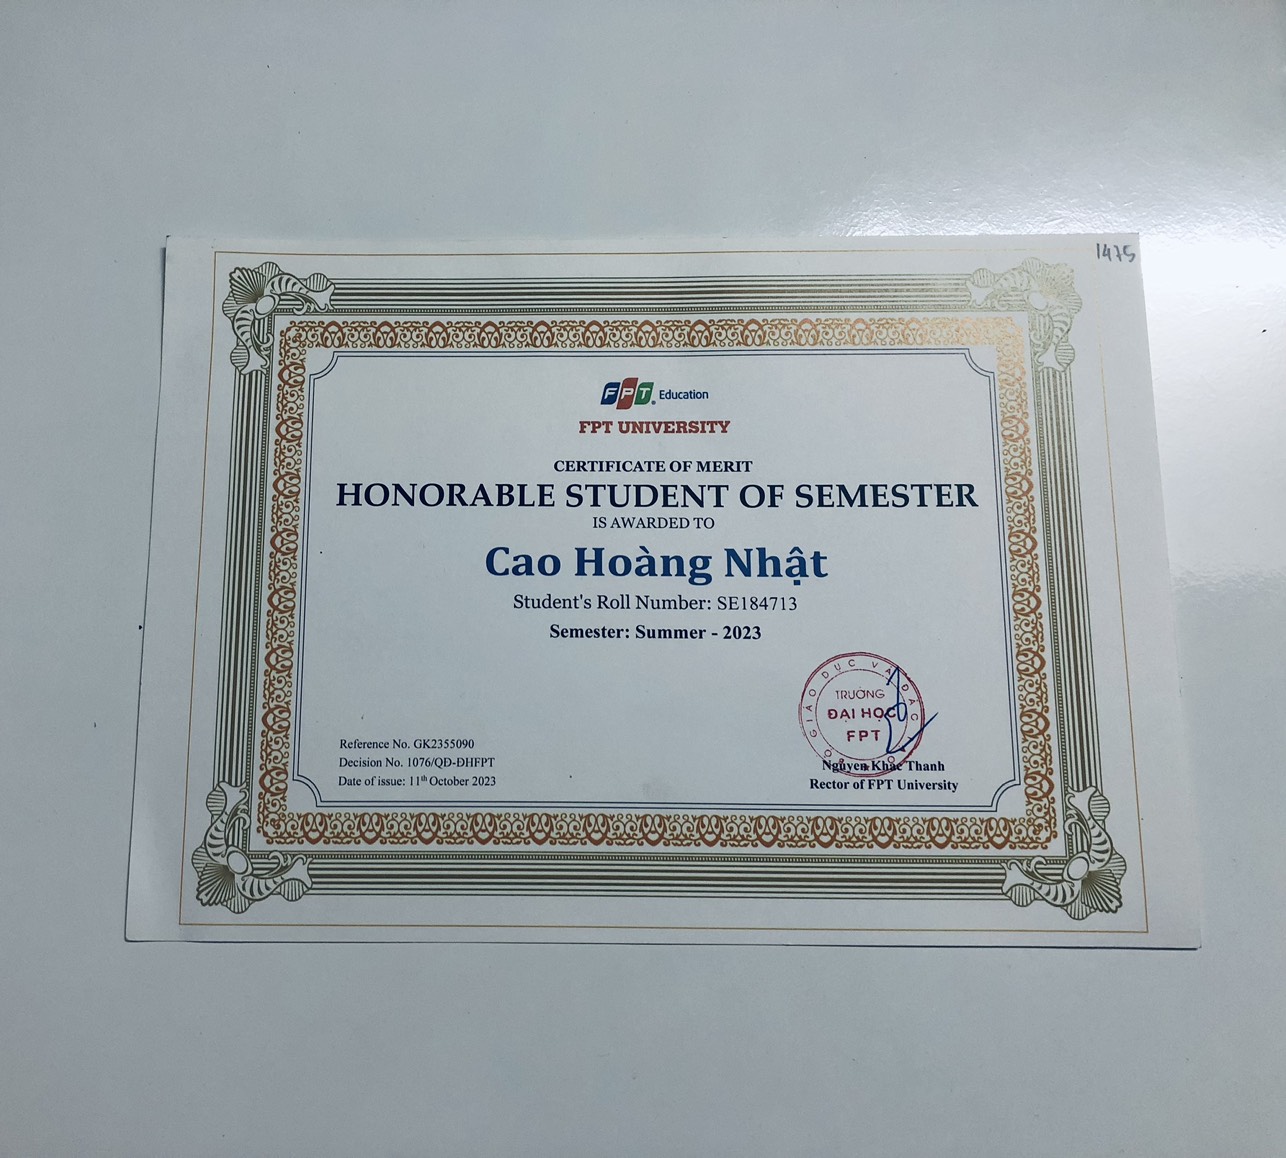 1475
FPT Education
FPT UNIVERSITY
CERTIFICATE OF MERIT
HONORABLE STUDENT OF SEMESTER
IS AWARDED TO
Cao Hoàng Nhật
Student's Roll Number: SE184713
Semester: Summer - 2023
GIÁO DỤC VÀ ĐÀO
TRƯỜNG
ĐẠI HỌC
FPT
Reference No. GK2355090
Decision No. 1076/QĐ-ĐHFPT
Date of issue: 11th October 2023
Nguyen Khac Thanh
Rector of FPT University